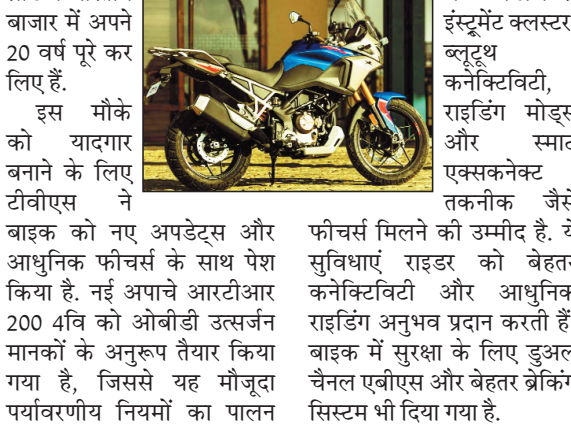 बाजार में अपने
20 वर्ष पूरे कर
लिए हैं.
इस मौके
को यादगार
बनाने के लिए
टीवीएस ने
बाइक को नए अपडेट्स और
आधुनिक फीचर्स के साथ पेश
किया है. नई अपाचे आरटीआर
200 4वि को ओबीडी उत्सर्जन
मानकों के अनुरूप तैयार किया
गया है, जिससे यह मौजूदा
पर्यावरणीय नियमों का पालन
इंस्ट्रूमेंट क्लस्टर
ब्लूटूथ
कनेक्टिविटी,
राइडिंग मोड्स
और
एक्सकनेक्ट
तकनीक जैसे
फीचर्स मिलने की उम्मीद है.
सुविधाएं राइडर को बेहतर
कनेक्टिविटी और आधुनिक
राइडिंग अनुभव प्रदान करती हैं
बाइक में सुरक्षा के लिए डुअल
चैनल एबीएस और बेहतर ब्रेकिंग
सिस्टम भी दिया गया है.